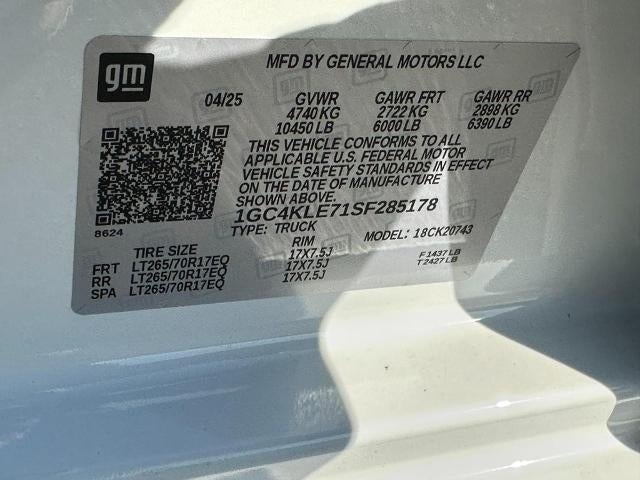 gm
MFD BY GENERAL MOTORS LLC
04/25 GVWR GAWR FRT GAWR RR
4740 KG 2722 KG 2898 KG
10450 LB 6000 LB 6390 LB
THIS VEHICLE CONFORMS TO ALL
APPLICABLE U.S. FEDERAL MOTOR
VEHICLE SAFETY STANDARDS IN EFFECT
ON THE DATE OF MANUFACTURE
SHOWN ABOVE.
1GC4KLE71SF285178
8624
TYPE: TRUCK MODEL: 18CK20743
TIRE SIZE RIM
FRT LT265/70R17EQ 17X7.5J F1437 LB
RR LT265/70R17EQ 17X7.5J T2427 LB
SPA LT265/70R17EQ 17X7.5J